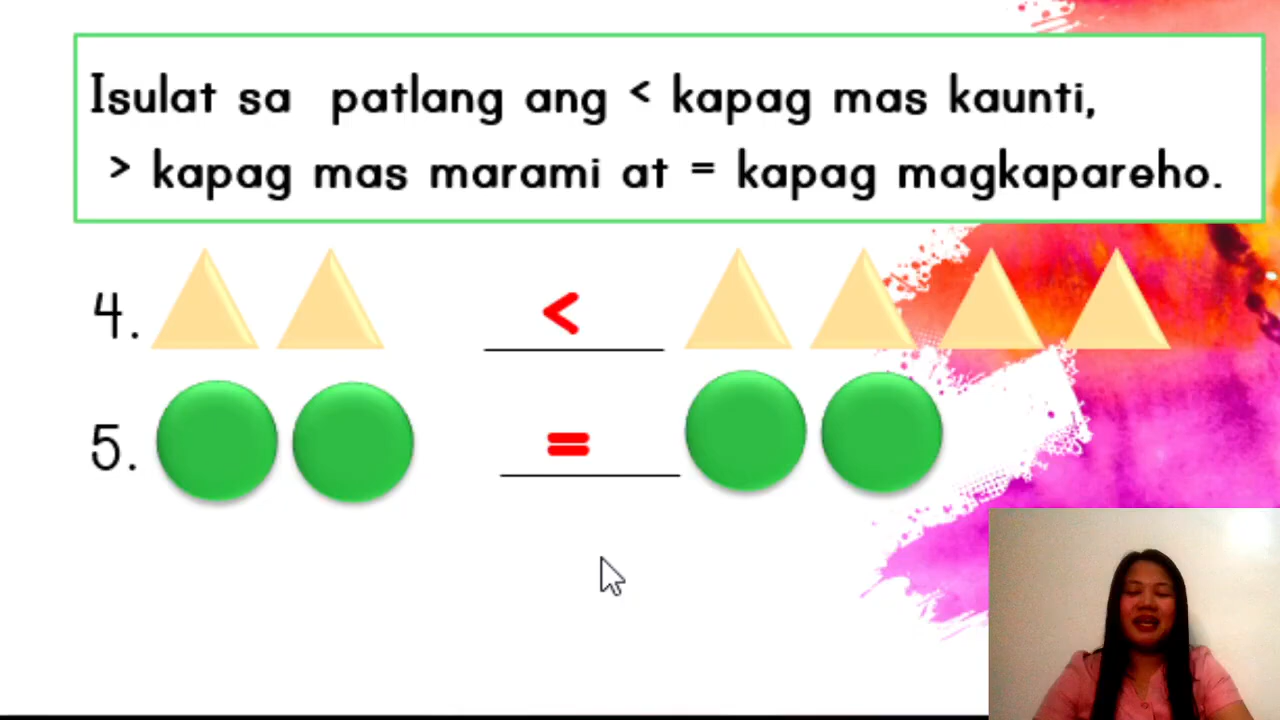 Isulat sa patlang ang < kapag mas kaunti,
> kapag mas marami at = kapag magkapareho.
4. <
5. =